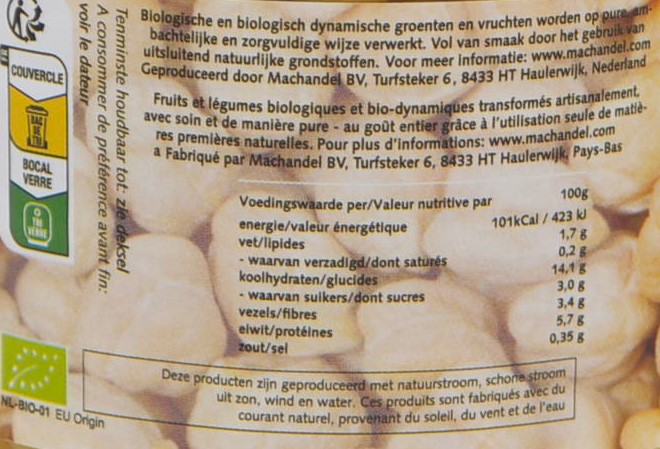 Biologische en biologisch dynamische groenten en vruchten worden op pure, am-
bachtelijke en zorgvuldige wijze verwerkt. Vol van smaak door het gebruik van
uitsluitend natuurlijke grondstoffen. Voor meer informatie: www.machandel.com
Geproduceerd door Machandel BV, Turfsteker 6, 8433 HT Haulerwijk, Nederland
Fruits et légumes biologiques et bio-dynamiques transformés artisanalement,
avec soin et de manière pure - au goût entier grâce à l'utilisation seule de matiè-
res premières naturelles. Pour plus d'informations: www.machandel.com
a Fabriqué par Machandel BV, Turfsteker 6, 8433 HT Haulerwijk, Pays-Bas
Tenminste houdbaar tot: zie deksel
A consommer de préférence avant fin:
voir le dateur
COUVERCLE
BAC
DE
TRI
BOCAL
VERRE
TRI
VERRE
Voedingswaarde per/Valeur nutritive par 100g
energie/valeur énergétique 101kCal / 423 kJ
vet/lipides 1,7 g
- waarvan verzadigd/dont saturés 0,2 g
koolhydraten/glucides 14,1 g
- waarvan suikers/dont sucres 3,0 g
vezels/fibres 3,4 g
eiwit/protéines 5,7 g
zout/sel 0,35 g
Deze producten zijn geproduceerd met natuurstroom, schone stroom
uit zon, wind en water. Ces produits sont fabriqués avec du
courant naturel, provenant du soleil, du vent et de l'eau
NL-BIO-01 EU Origin